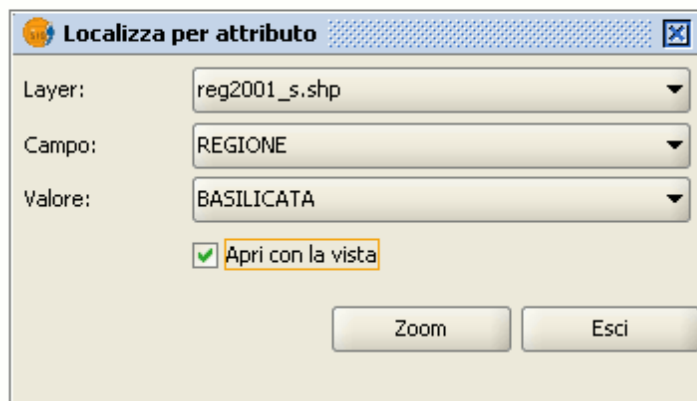 Localizza per attributo
Layer: reg2001_s.shp
Campo: REGIONE
Valore: BASILICATA
Apri con la vista
Zoom Esci